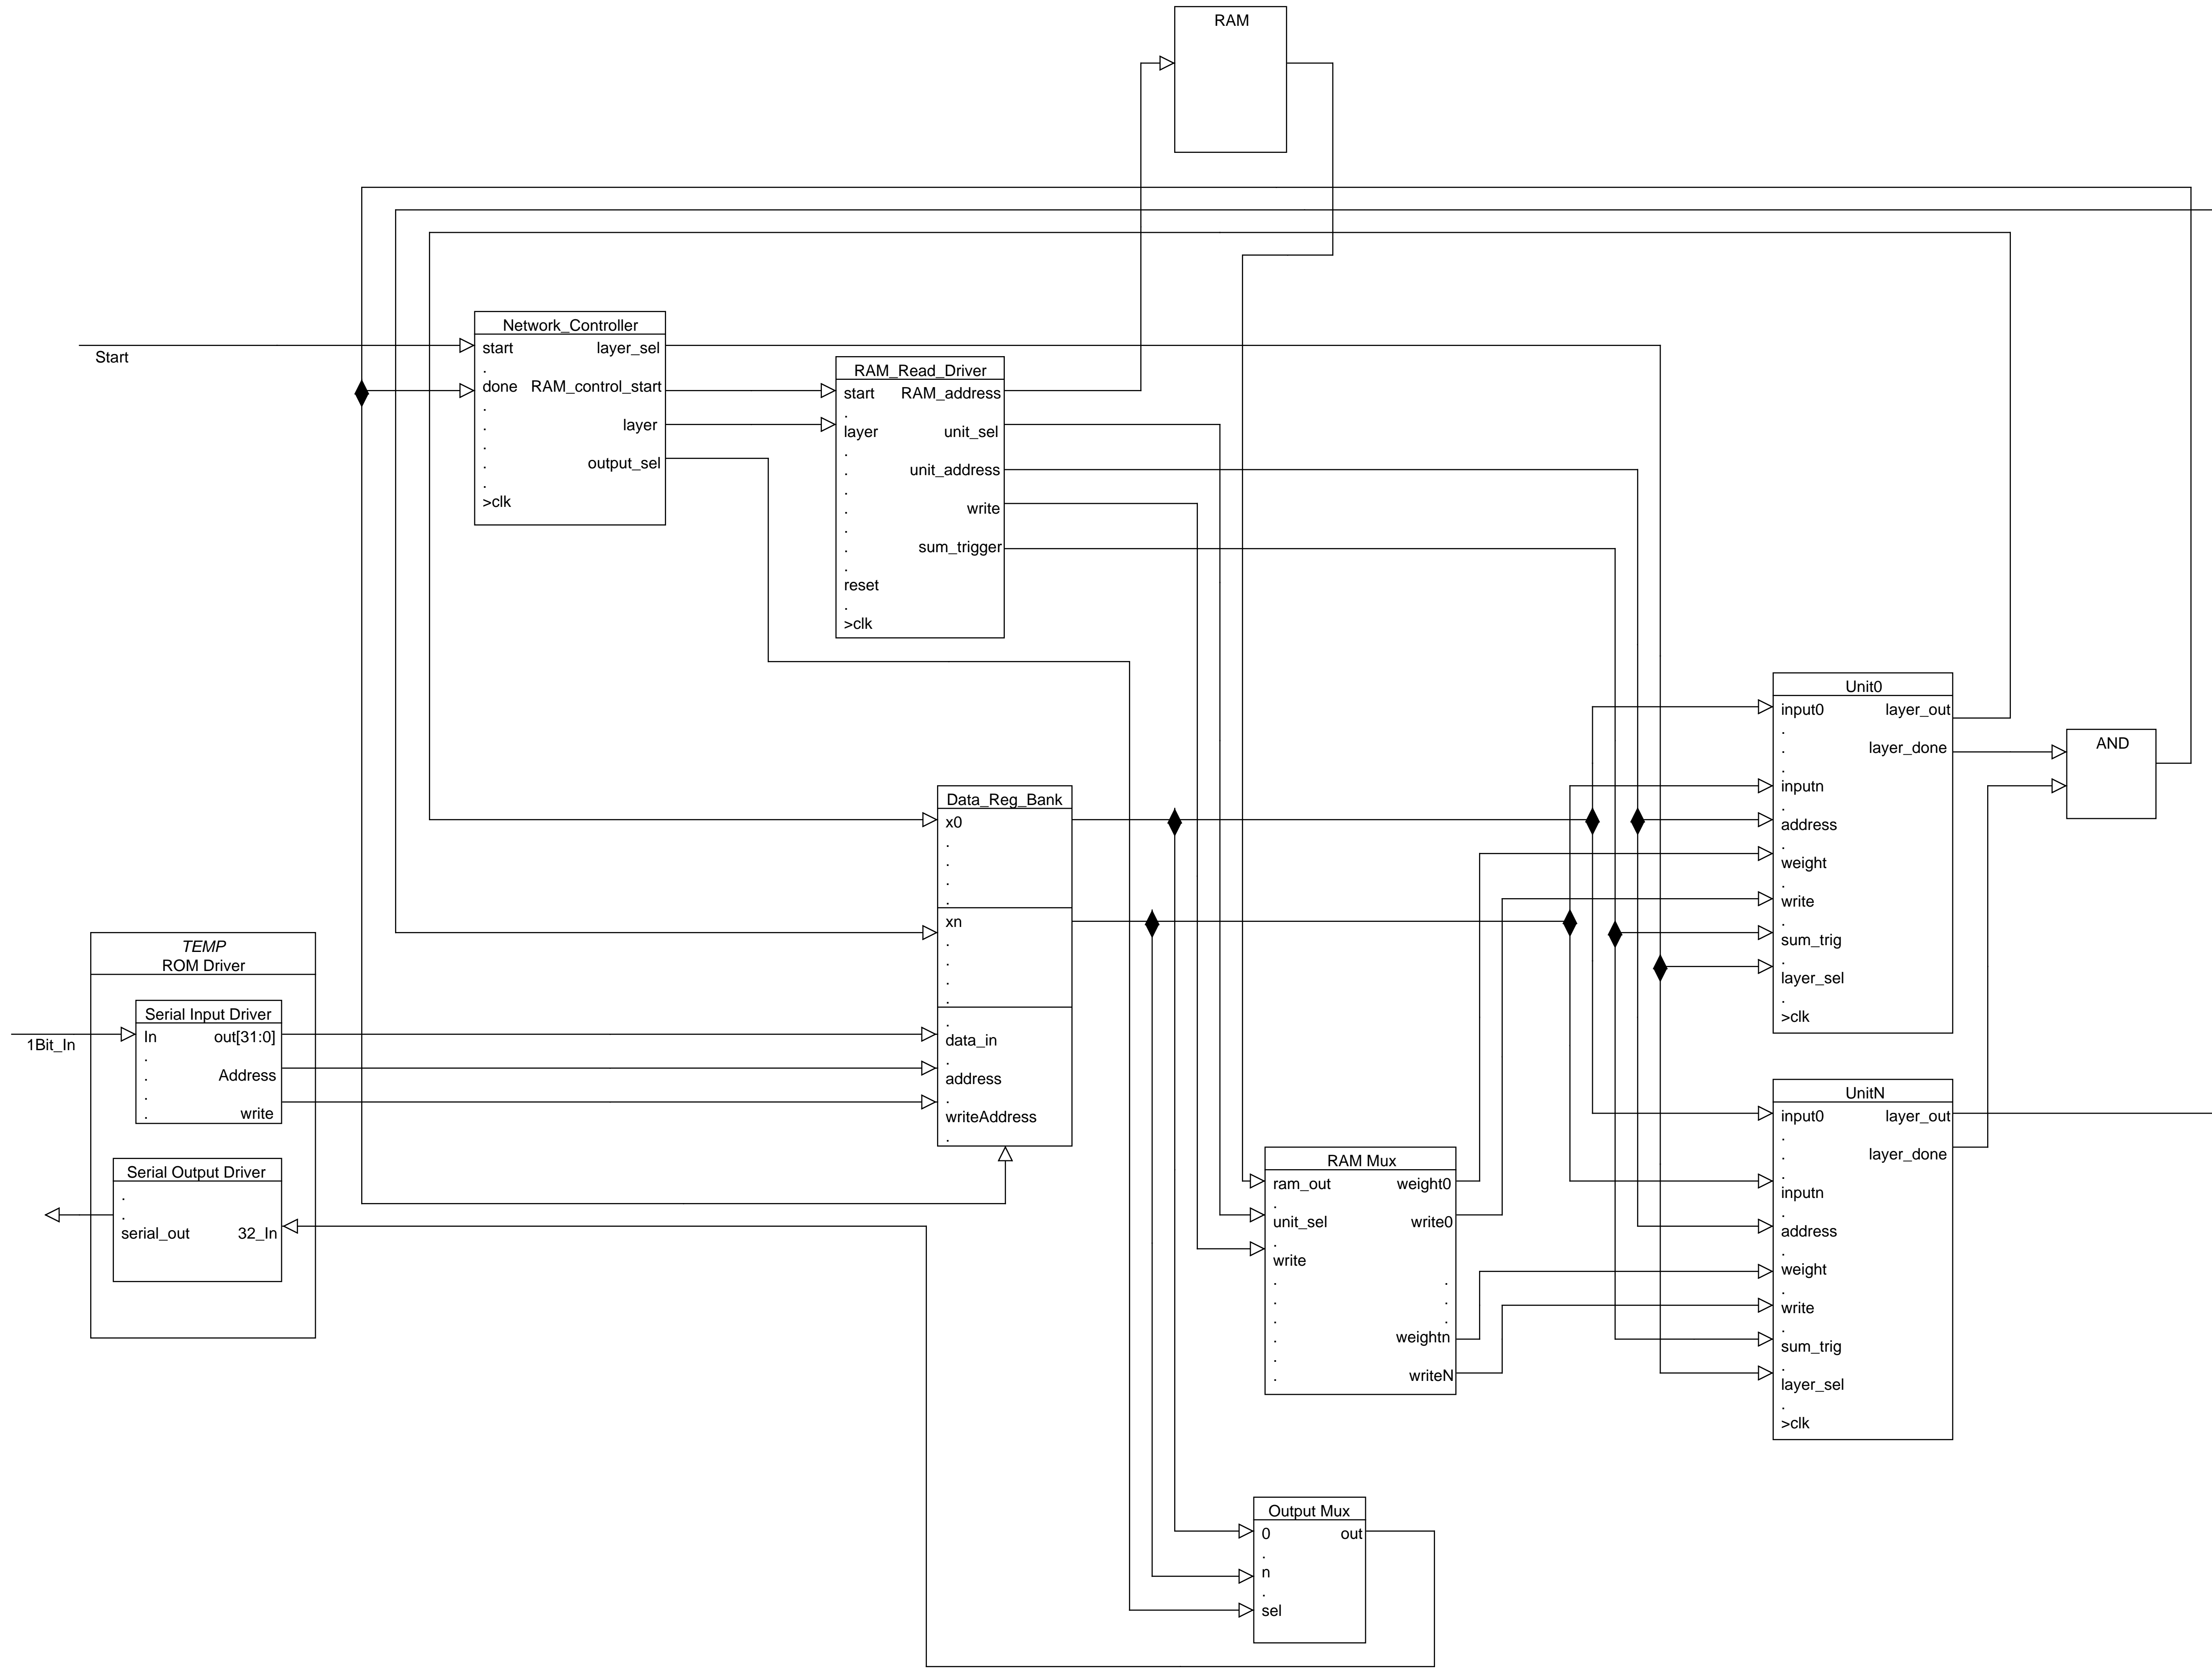 RAM
Network_Controller
Start
start
layer_sel
done
RAM_control_start
layer
output_sel
>clk
RAM_Read_Driver
start
RAM_address
layer
unit_sel
unit_address
write
sum_trigger
reset
>clk
Unit0
input0
layer_out
layer_done
inputn
address
weight
write
sum_trig
layer_sel
>clk
AND
Data_Reg_Bank
x0
xn
data_in
address
writeAddress
TEMP
ROM Driver
Serial Input Driver
1Bit_In
In
out[31:0]
Address
write
Serial Output Driver
serial_out
32_In
UnitN
input0
layer_out
layer_done
inputn
address
weight
write
sum_trig
layer_sel
>clk
RAM Mux
ram_out
weight0
unit_sel
write0
write
weightn
writeN
Output Mux
0
out
n
sel